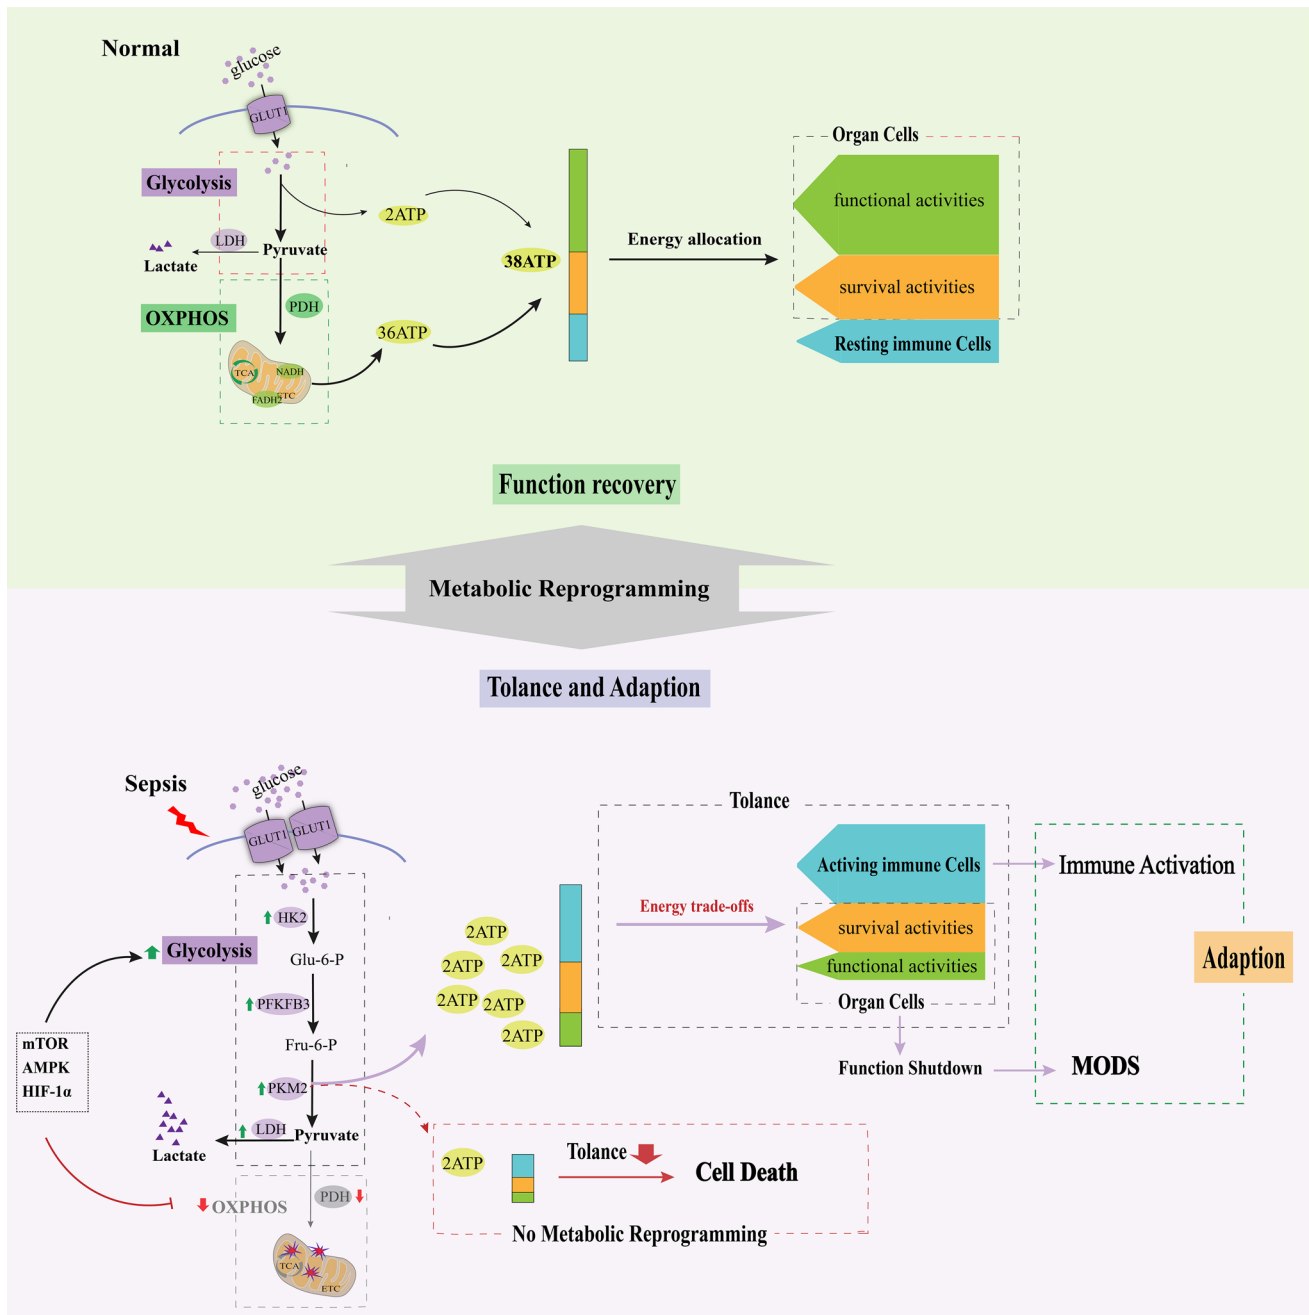 Normal
glucose
GLUT1
Glycolysis
2ATP
LDH
Pyruvate
Lactate
OXPHOS
PDH
36ATP
TCA
NADH
ETC
FADH2
38ATP
Energy allocation
Organ Cells
functional activities
survival activities
Resting immune Cells
Function recovery
Metabolic Reprogramming
Tolance and Adaption
Sepsis
glucose
GLUT1
GLUT1
HK2
Glycolysis
Glu-6-P
PFKFB3
Fru-6-P
mTOR
AMPK
HIF-1α
PKM2
LDH
Pyruvate
Lactate
OXPHOS
PDH
TCA
ETC
2ATP
2ATP
2ATP
2ATP
2ATP
2ATP
Energy trade-offs
Tolance
Activing immune Cells
survival activities
functional activities
Organ Cells
Function Shutdown
Immune Activation
MODS
Adaption
2ATP
Tolance
Cell Death
No Metabolic Reprogramming